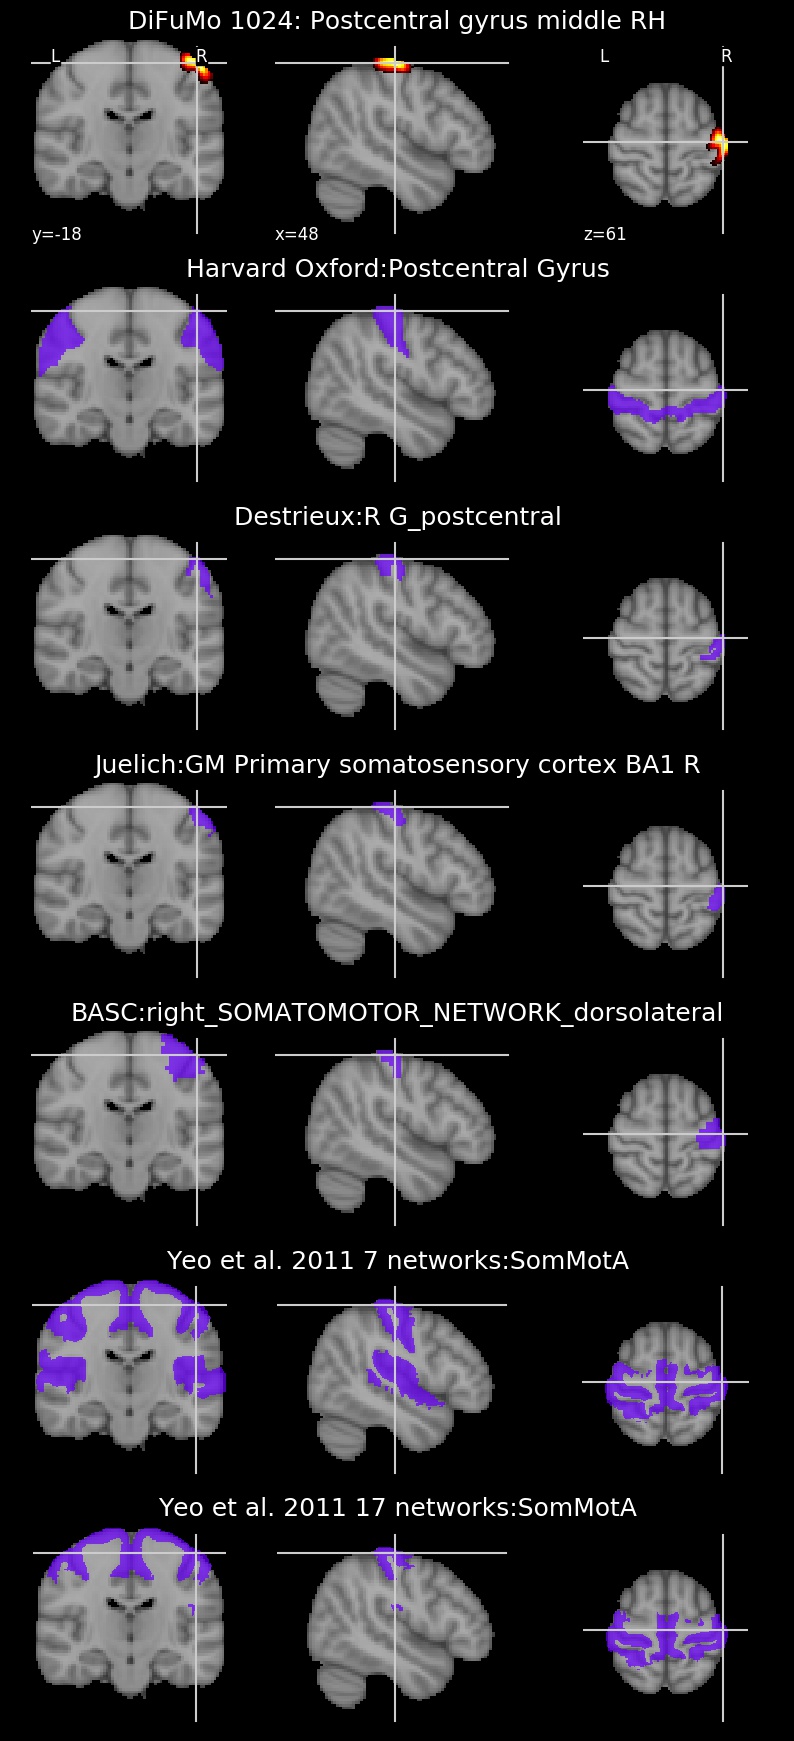 DiFuMo 1024: Postcentral gyrus middle RH
L R L R
y=-18 x=48 z=61
Harvard Oxford:Postcentral Gyrus
Destrieux:R G_postcentral
Juelich:GM Primary somatosensory cortex BA1 R
BASC:right_SOMATOMOTOR_NETWORK_dorsolateral
Yeo et al. 2011 7 networks:SomMotA
Yeo et al. 2011 17 networks:SomMotA